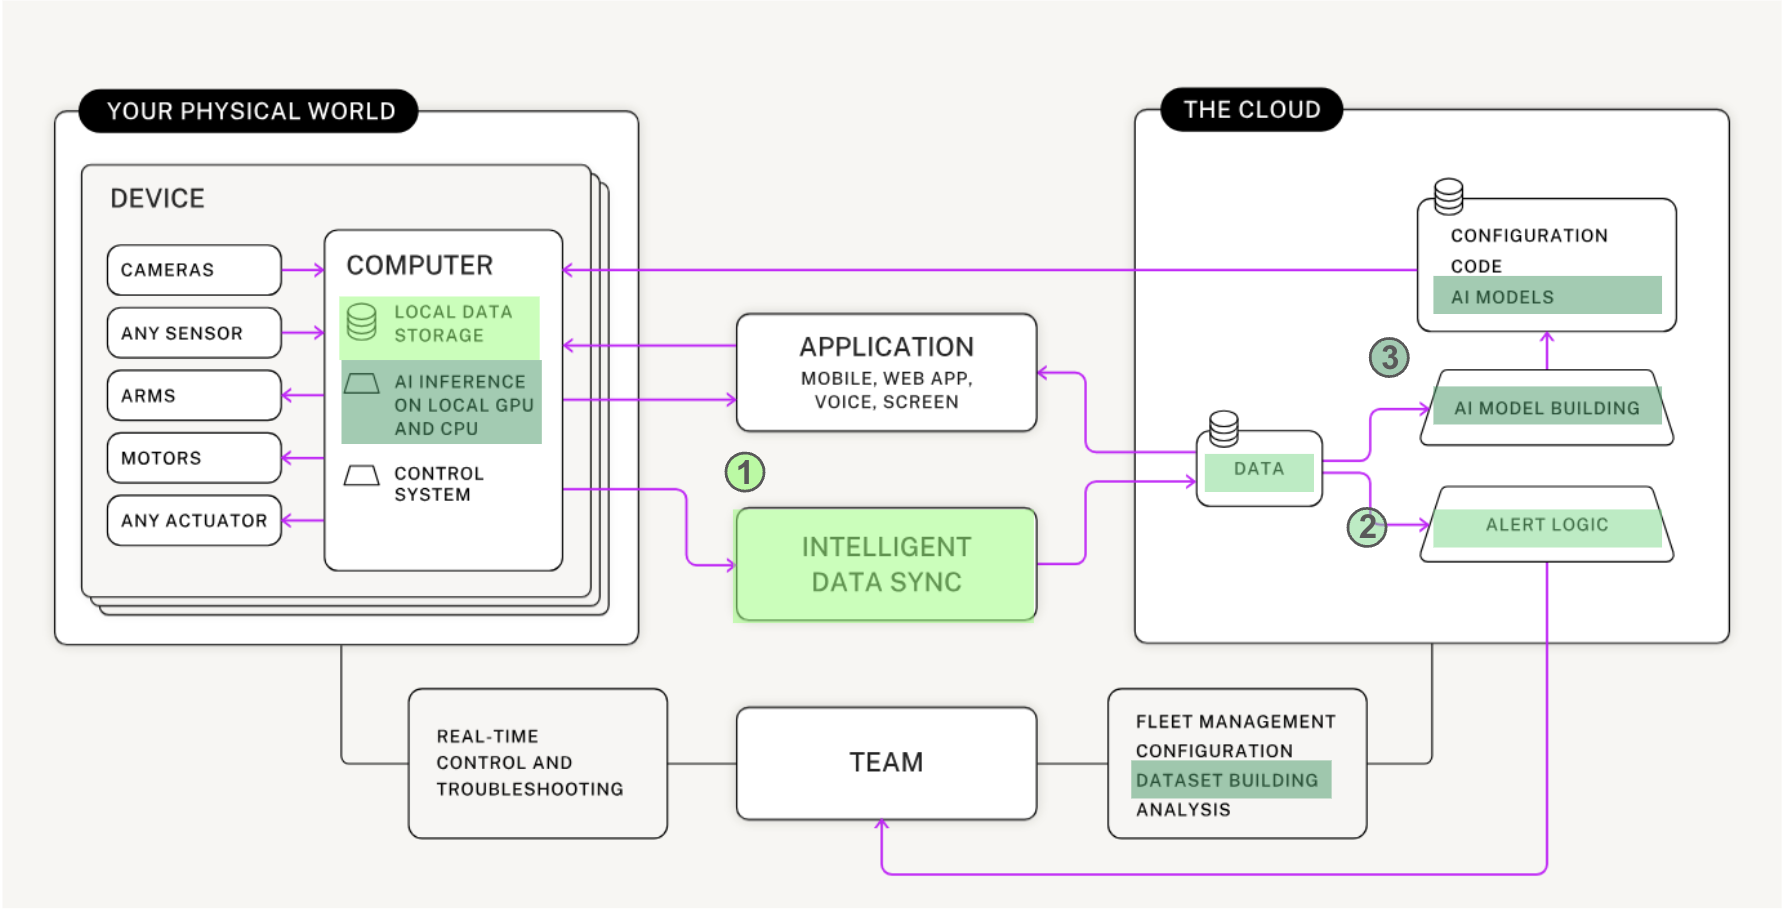 YOUR PHYSICAL WORLD
DEVICE
CAMERAS
ANY SENSOR
ARMS
MOTORS
ANY ACTUATOR
COMPUTER
LOCAL DATA
STORAGE
AI INFERENCE
ON LOCAL GPU
AND CPU
CONTROL
SYSTEM
APPLICATION
MOBILE, WEB APP,
VOICE, SCREEN
1
INTELLIGENT
DATA SYNC
THE CLOUD
CONFIGURATION
CODE
AI MODELS
3
AI MODEL BUILDING
DATA
2
ALERT LOGIC
REAL-TIME
CONTROL AND
TROUBLESHOOTING
TEAM
FLEET MANAGEMENT
CONFIGURATION
DATASET BUILDING
ANALYSIS